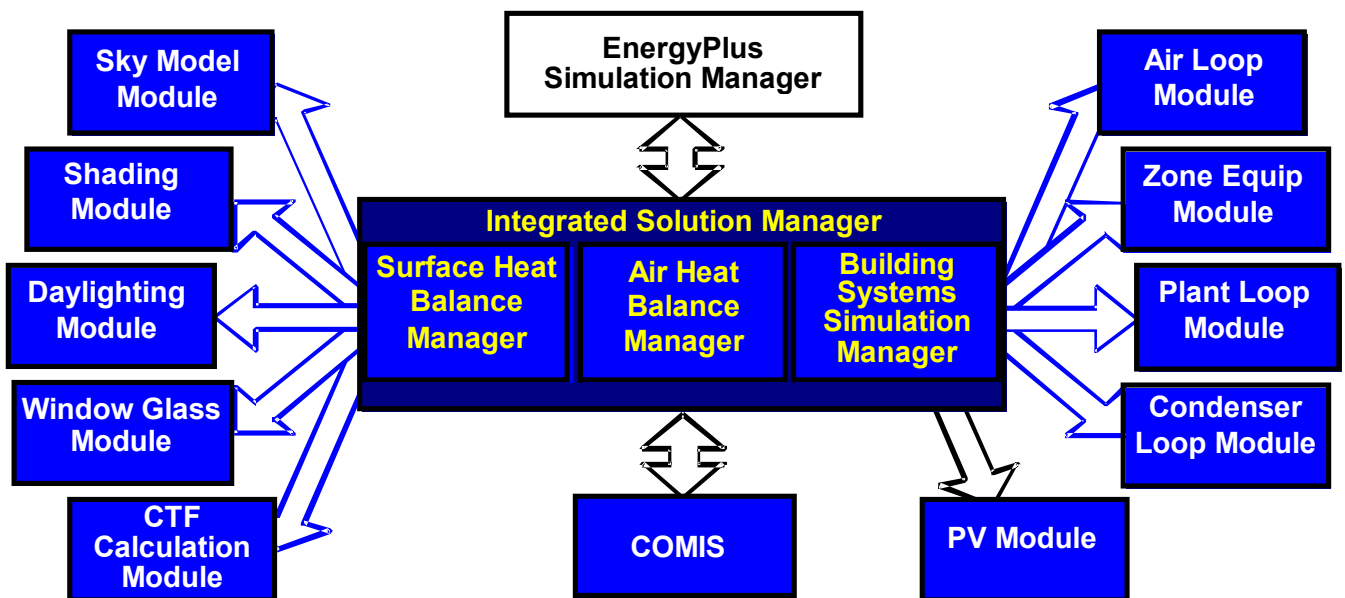 EnergyPlus
Simulation Manager
Sky Model
Module
Shading
Module
Daylighting
Module
Window Glass
Module
CTF
Calculation
Module
Integrated Solution Manager
Surface Heat
Balance
Manager
Air Heat
Balance
Manager
Building
Systems
Simulation
Manager
COMIS
PV Module
Air Loop
Module
Zone Equip
Module
Plant Loop
Module
Condenser
Loop Module